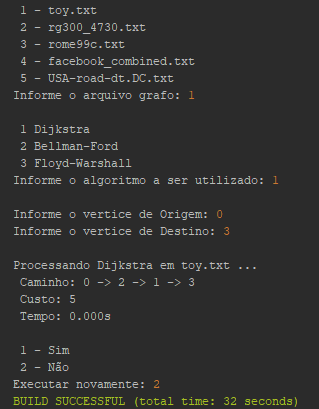 1 - toy.txt
2 - rg300_4730.txt
3 - rome99c.txt
4 - facebook_combined.txt
5 - USA-road-dt.DC.txt
Informe o arquivo grafo: 1
1 Dijkstra
2 Bellman-Ford
3 Floyd-Warshall
Informe o algoritmo a ser utilizado: 1
Informe o vertice de Origem: 0
Informe o vertice de Destino: 3
Processando Dijkstra em toy.txt ...
Caminho: 0 -> 2 -> 1 -> 3
Custo: 5
Tempo: 0.000s
1 - Sim
2 - Não
Executar novamente: 2
BUILD SUCCESSFUL (total time: 32 seconds)